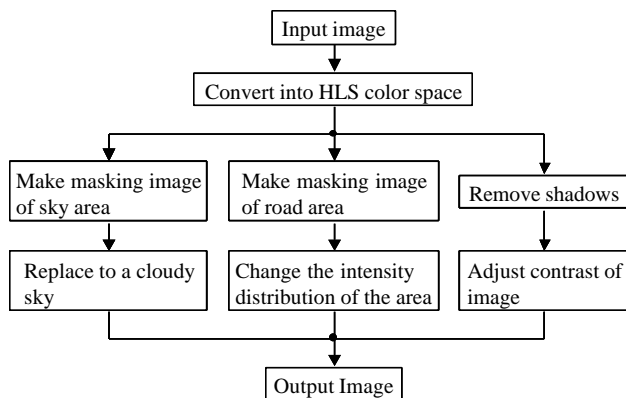 Input image
Convert into HLS color space
Make masking image
of sky area
Make masking image
of road area
Remove shadows
Replace to a cloudy
sky
Change the intensity
distribution of the area
Adjust contrast of
image
Output Image